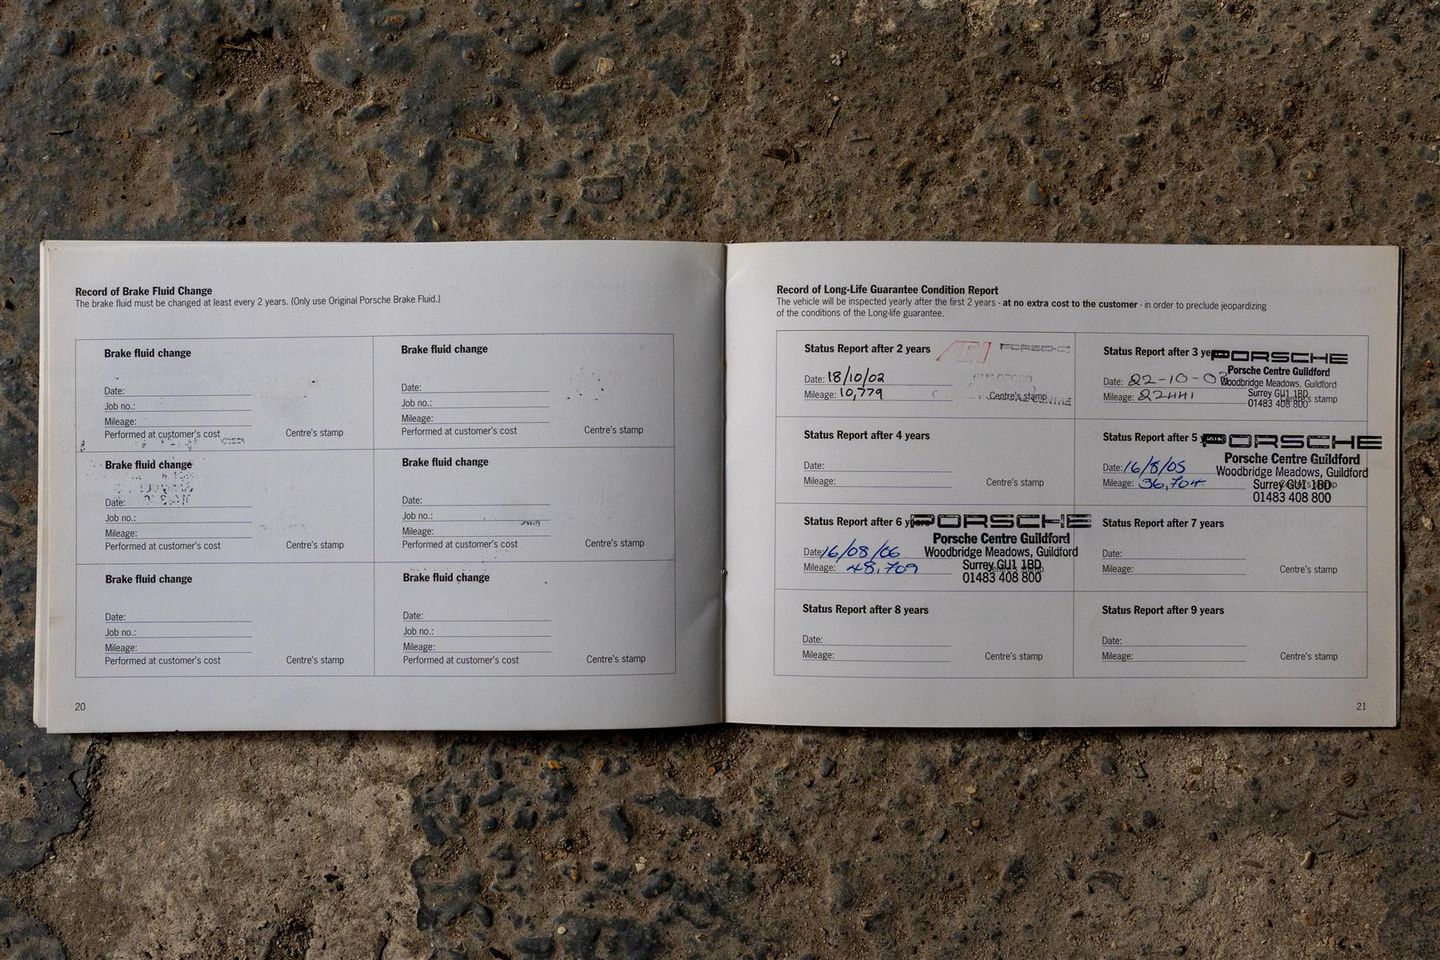 Record of Brake Fluid Change
The brake fluid must be changed at least every 2 years. (Only use Original Porsche Brake Fluid.)
Brake fluid change
Date:
Job no.:
Mileage:
Performed at customer's cost
Centre's stamp
Brake fluid change
Date:
Job no.:
Mileage:
Performed at customer's cost
Centre's stamp
Brake fluid change
Date:
Job no.:
Mileage:
Performed at customer's cost
Centre's stamp
Brake fluid change
Date:
Job no.:
Mileage:
Performed at customer's cost
Centre's stamp
Brake fluid change
Date:
Job no.:
Mileage:
Performed at customer's cost
Centre's stamp
Brake fluid change
Date:
Job no.:
Mileage:
Performed at customer's cost
Centre's stamp
20
Record of Long-Life Guarantee Condition Report
The vehicle will be inspected yearly after the first 2 years - at no extra cost to the customer - in order to preclude jeopardizing
of the conditions of the Long-life guarantee.
Status Report after 2 years
PORSCHE
Date: 18/10/02
GUILDFORD
Mileage: 10,779
Centre's stamp
Status Report after 3 years
PORSCHE
Porsche Centre Guildford
Date: 22-10-0
Woodbridge Meadows, Guildford
Mileage:
Surrey GU1 1BD
Centre's stamp
01483 408 800
Status Report after 4 years
Date:
Mileage:
Centre's stamp
Status Report after 5
PORSCHE
Porsche Centre Guildford
Date: 16/8/05
Woodbridge Meadows, Guildford
Mileage: 36,704
Surrey GU1 1BD
01483 408 800
Status Report after 6 years
PORSCHE
Porsche Centre Guildford
Date: 16/08/06
Woodbridge Meadows, Guildford
Mileage: 48,709
Surrey GU1 1BD
01483 408 800
Status Report after 7 years
Date:
Mileage:
Centre's stamp
Status Report after 8 years
Date:
Mileage:
Centre's stamp
Status Report after 9 years
Date:
Mileage:
Centre's stamp
21